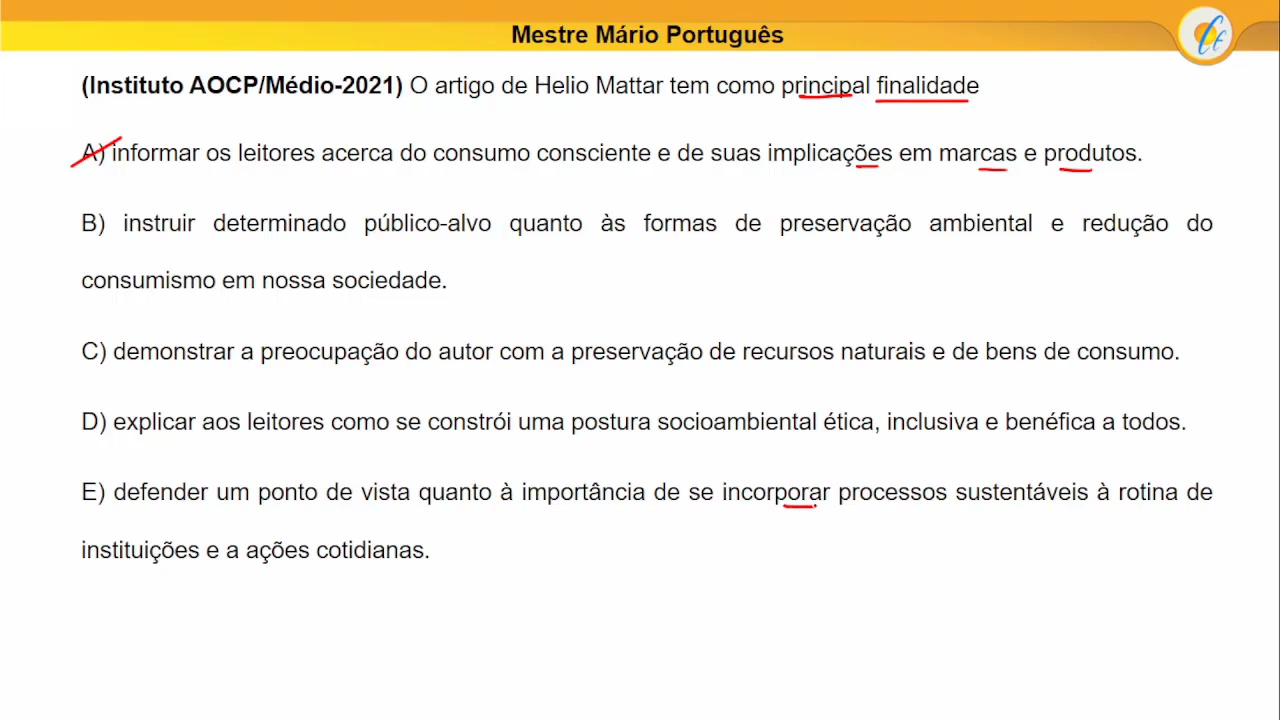 Mestre Mário Português
(Instituto AOCP/Médio-2021) O artigo de Helio Mattar tem como principal finalidade
A) informar os leitores acerca do consumo consciente e de suas implicações em marcas e produtos.
B) instruir determinado público-alvo quanto às formas de preservação ambiental e redução do
consumismo em nossa sociedade.
C) demonstrar a preocupação do autor com a preservação de recursos naturais e de bens de consumo.
D) explicar aos leitores como se constrói uma postura socioambiental ética, inclusiva e benéfica a todos.
E) defender um ponto de vista quanto à importância de se incorporar processos sustentáveis à rotina de
instituições e a ações cotidianas.